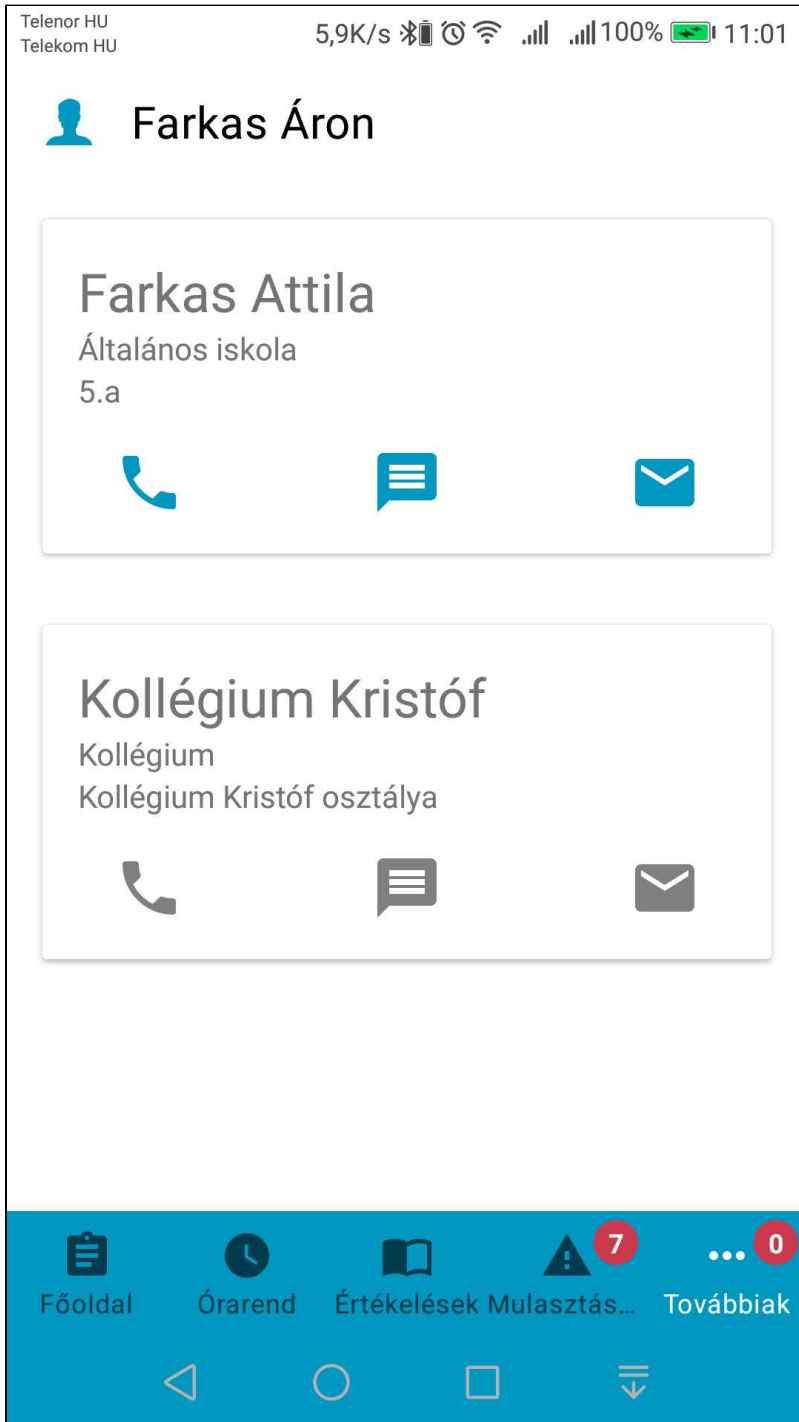 Telenor HU
Telekom HU
5,9K/s 100% 11:01
Farkas Áron
Farkas Attila
Általános iskola
5.a
Kollégium Kristóf
Kollégium
Kollégium Kristóf osztálya
7 0
Főoldal Órarend Értékelések Mulasztás... Továbbiak